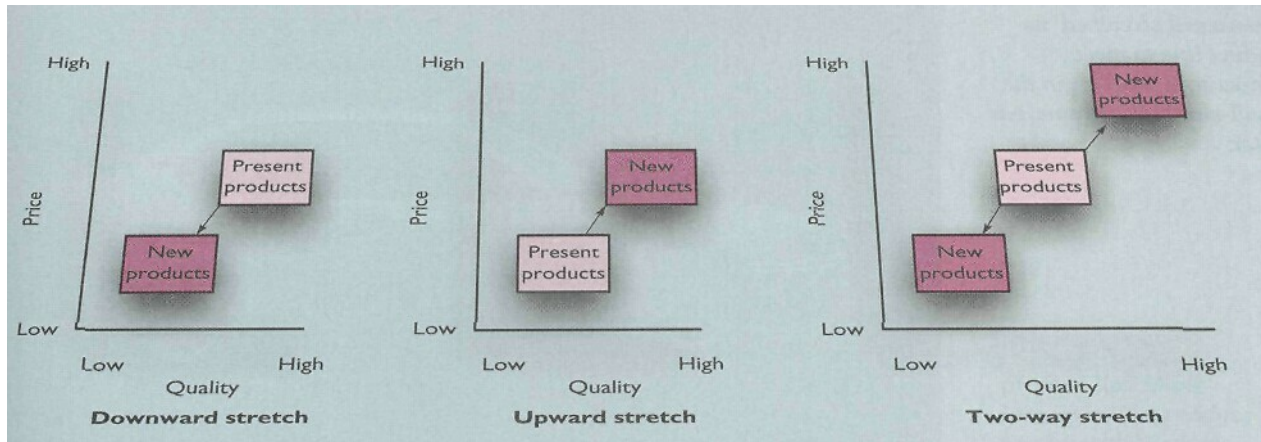 High
Price
Present
products
New
products
Low
Low
High
Quality
Downward stretch
High
Price
New
products
Present
products
Low
Low
High
Quality
Upward stretch
High
Price
New
products
Present
products
New
products
Low
Low
High
Quality
Two-way stretch